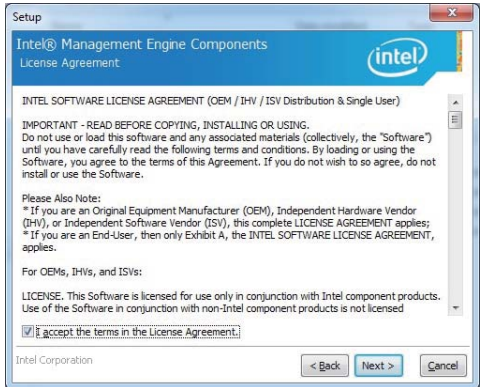 Setup
Intel® Management Engine Components
License Agreement
intel
INTEL SOFTWARE LICENSE AGREEMENT (OEM / IHV / ISV Distribution & Single User)
IMPORTANT - READ BEFORE COPYING, INSTALLING OR USING.
Do not use or load this software and any associated materials (collectively, the "Software")
until you have carefully read the following terms and conditions. By loading or using the
Software, you agree to the terms of this Agreement. If you do not wish to so agree, do not
install or use the Software.
Please Also Note:
* If you are an Original Equipment Manufacturer (OEM), Independent Hardware Vendor
(IHV), or Independent Software Vendor (ISV), this complete LICENSE AGREEMENT applies;
* If you are an End-User, then only Exhibit A, the INTEL SOFTWARE LICENSE AGREEMENT,
applies.
For OEMs, IHVs, and ISVs:
LICENSE. This Software is licensed for use only in conjunction with Intel component products.
Use of the Software in conjunction with non-Intel component products is not licensed
I accept the terms in the License Agreement.
Intel Corporation
< Back
Next >
Cancel